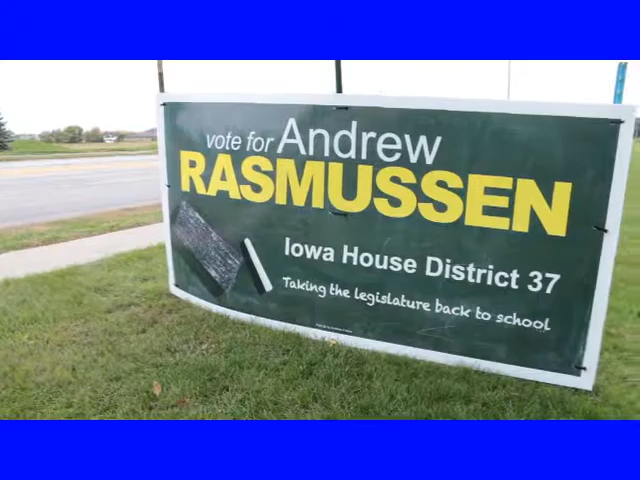 vote for Andrew
RASMUSSEN
Iowa House District 37
Taking the legislature back to school